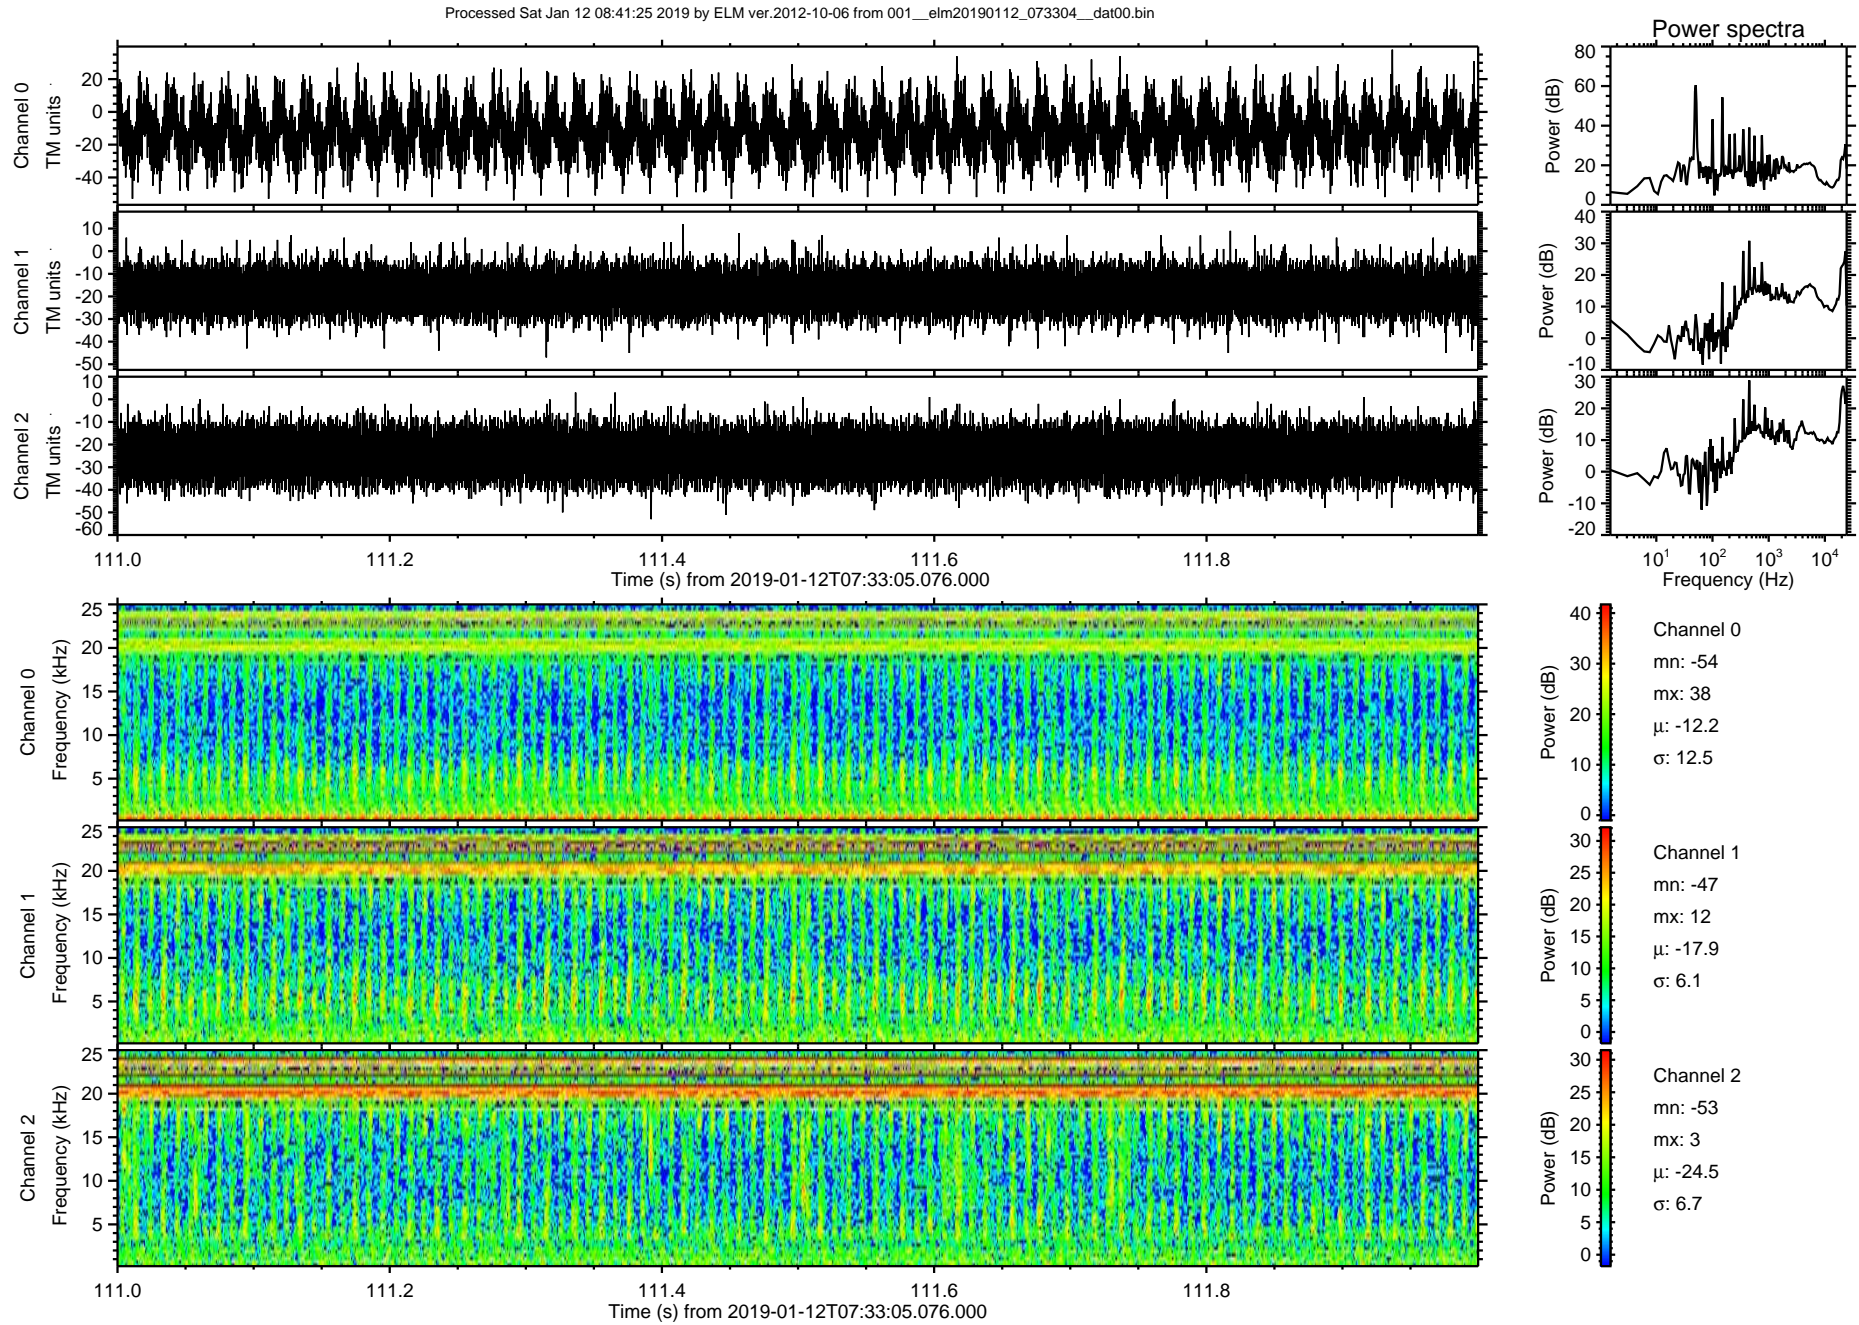 Processed Sat Jan 12 08:41:25 2019 by ELM ver.2012-10-06 from 001__elm20190112_073304__dat00.bin
Power spectra
Channel 0
TM units
20
0
-20
-40
Power (dB)
80
60
40
20
0
Channel 1
TM units
10
0
-10
-20
-30
-40
-50
Power (dB)
40
30
20
10
0
-10
Channel 2
TM units
10
0
-10
-20
-30
-40
-50
-60
Power (dB)
30
20
10
0
-10
-20
111.0 111.2 111.4 111.6 111.8
Time (s) from 2019-01-12T07:33:05.076.000
10^1 10^2 10^3 10^4
Frequency (Hz)
Channel 0
Frequency (kHz)
25
20
15
10
5
Power (dB)
40
30
20
10
0
Channel 0
mn: -54
mx: 38
μ: -12.2
σ: 12.5
Channel 1
Frequency (kHz)
25
20
15
10
5
Power (dB)
30
25
20
15
10
5
0
Channel 1
mn: -47
mx: 12
μ: -17.9
σ: 6.1
Channel 2
Frequency (kHz)
25
20
15
10
5
Power (dB)
30
25
20
15
10
5
0
Channel 2
mn: -53
mx: 3
μ: -24.5
σ: 6.7
111.0 111.2 111.4 111.6 111.8
Time (s) from 2019-01-12T07:33:05.076.000